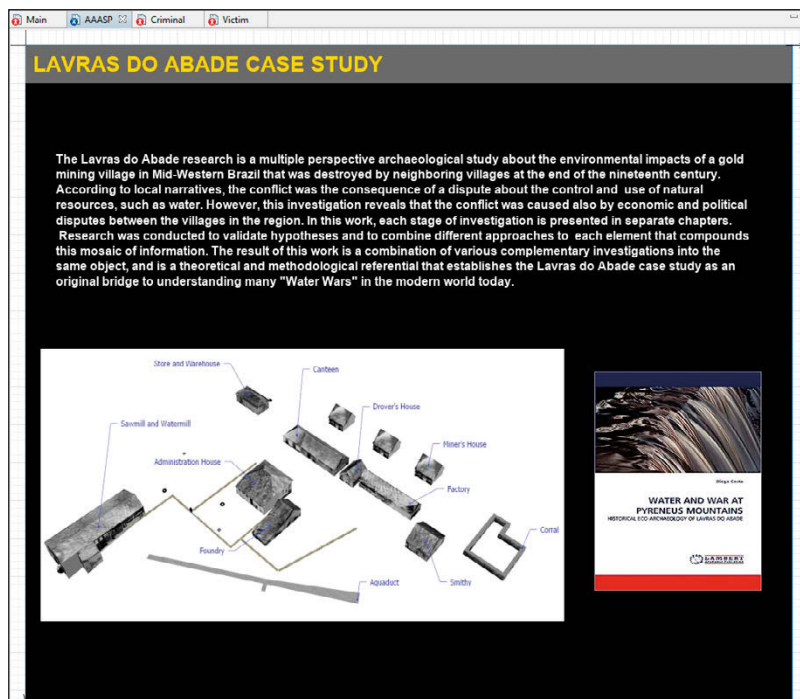 Main
AAASP
Criminal
Victim
LAVRAS DO ABADE CASE STUDY
The Lavras do Abade research is a multiple perspective archaeological study about the environmental impacts of a gold
mining village in Mid-Western Brazil that was destroyed by neighboring villages at the end of the nineteenth century.
According to local narratives, the conflict was the consequence of a dispute about the control and use of natural
resources, such as water. However, this investigation reveals that the conflict was caused also by economic and political
disputes between the villages in the region. In this work, each stage of investigation is presented in separate chapters.
Research was conducted to validate hypotheses and to combine different approaches to each element that compounds
this mosaic of information. The result of this work is a combination of various complementary investigations into the
same object, and is a theoretical and methodological referential that establishes the Lavras do Abade case study as an
original bridge to understanding many "Water Wars" in the modern world today.
Store and Warehouse
Canteen
Drover's House
Sawmill and Watermill
Miner's House
Administration House
Factory
Foundry
Corral
Aquaduct
Smithy
Diego Costa
WATER AND WAR AT
PYRENEUS MOUNTAINS
HISTORICAL ECO-ARCHAEOLOGY OF LAVRAS DO ABADE
LAMBERT